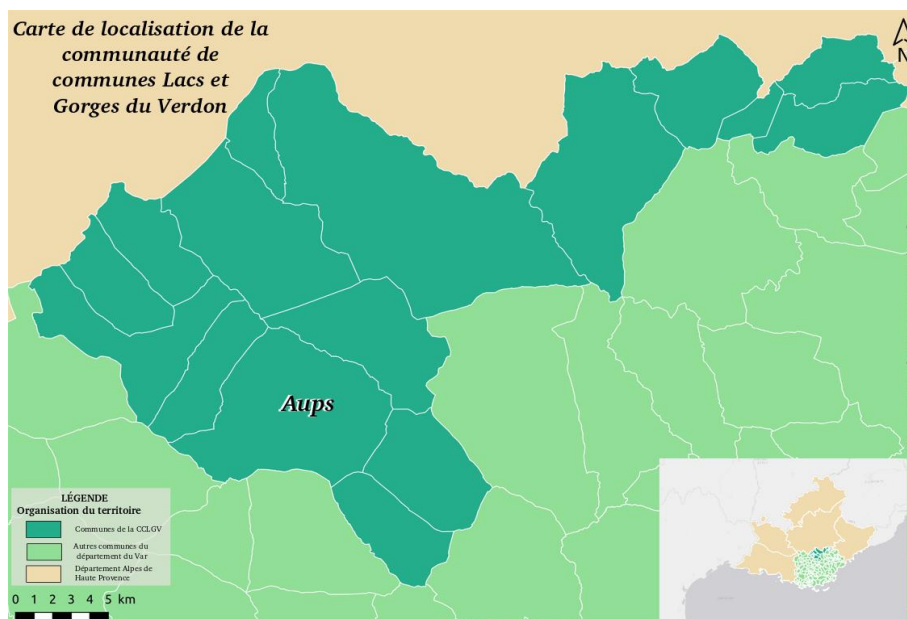 Carte de localisation de la
communauté de
communes Lacs et
Gorges du Verdon
N
Aups
LÉGENDE
Organisation du territoire
Communes de la CCLGV
Autres communes du
département du Var
Département Alpes de
Haute Provence
0 1 2 3 4 5 km